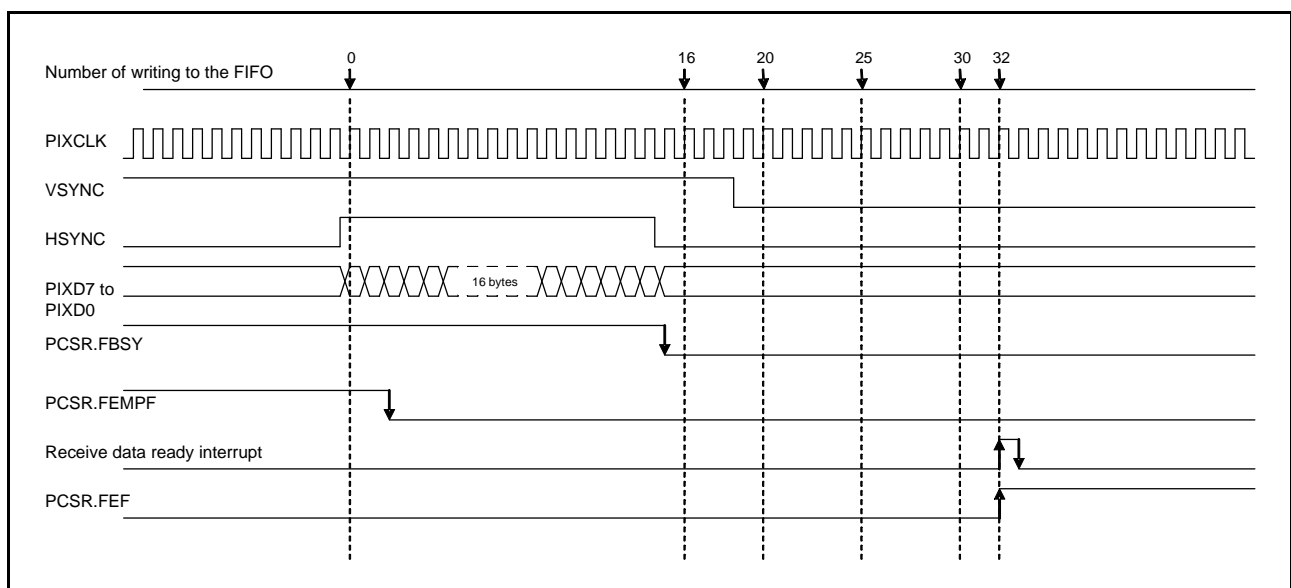 0 16 20 25 30 32
Number of writing to the FIFO
PIXCLK
VSYNC
HSYNC
PIXD7 to
PIXD0
16 bytes
PCSR.FBSY
PCSR.FEMPF
Receive data ready interrupt
PCSR.FEF